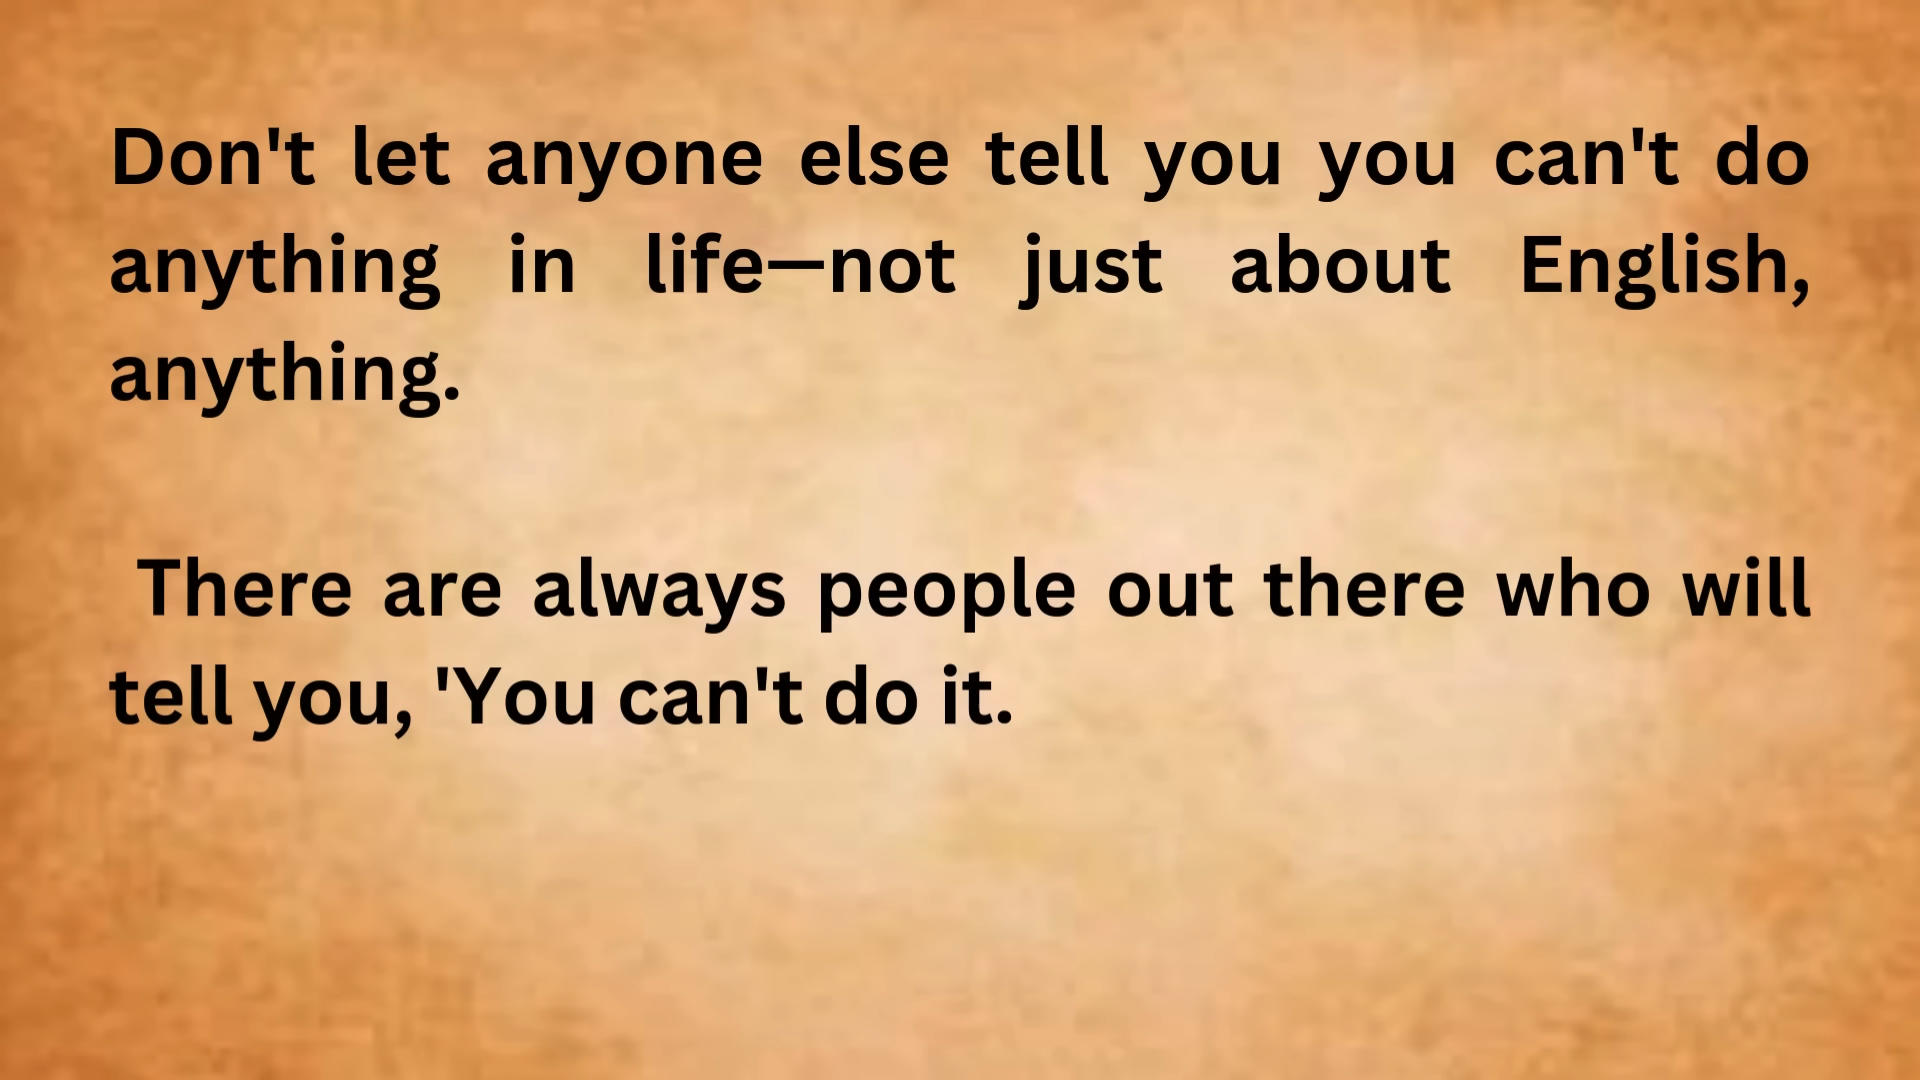 Don't let anyone else tell you you can't do
anything in life—not just about English,
anything.
There are always people out there who will
tell you, 'You can't do it.